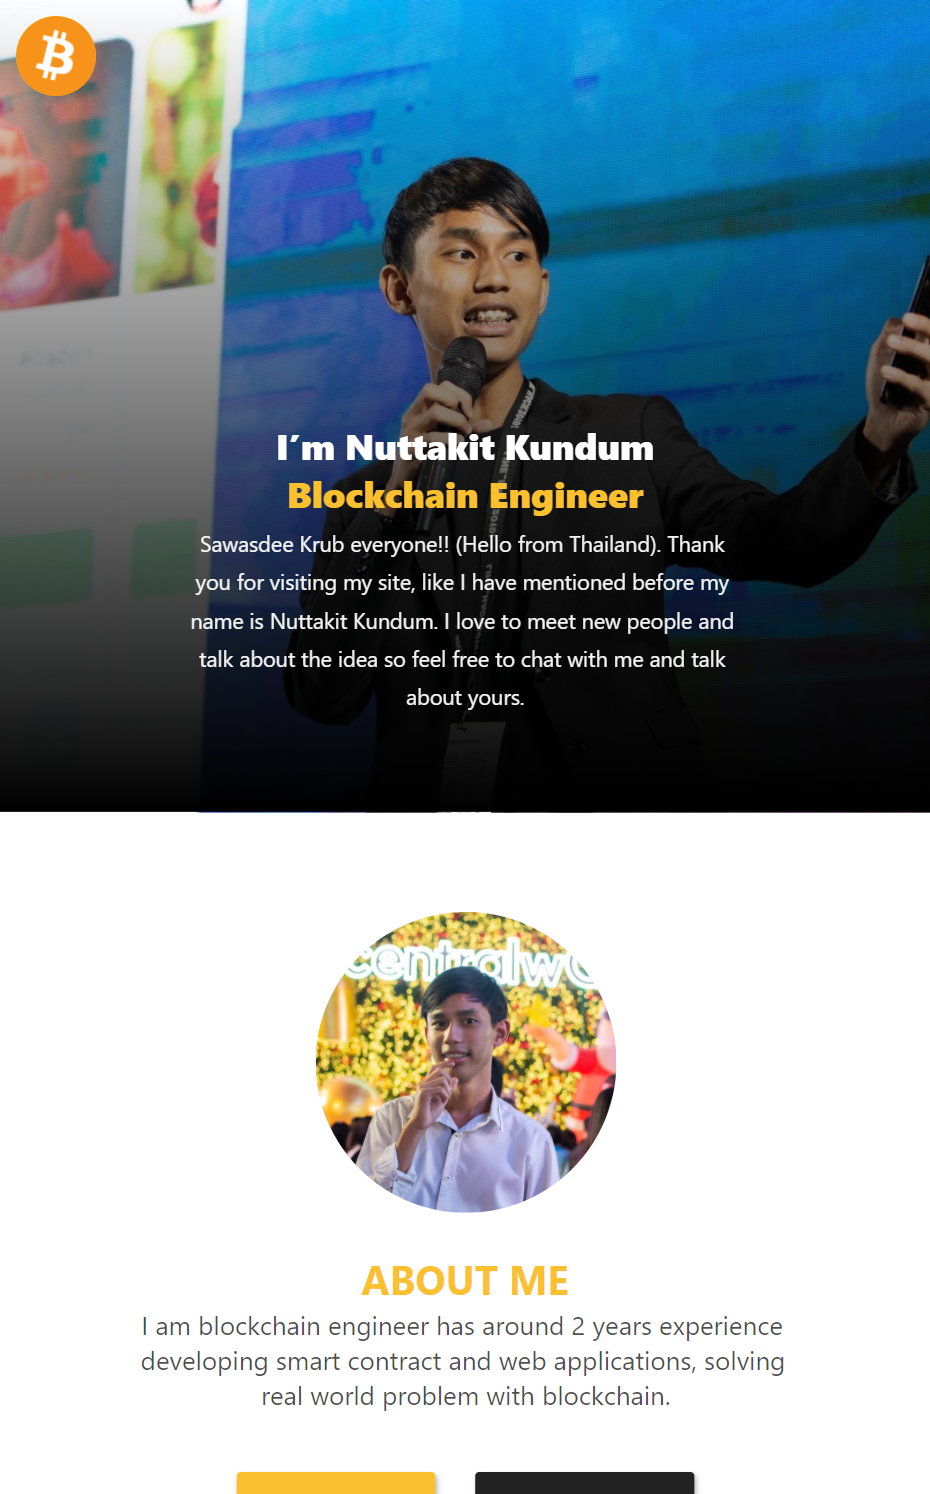 I´m Nuttakit Kundum
Blockchain Engineer
Sawasdee Krub everyone!! (Hello from Thailand). Thank
you for visiting my site, like I have mentioned before my
name is Nuttakit Kundum. I love to meet new people and
talk about the idea so feel free to chat with me and talk
about yours.
centralw
ABOUT ME
I am blockchain engineer has around 2 years experience
developing smart contract and web applications, solving
real world problem with blockchain.